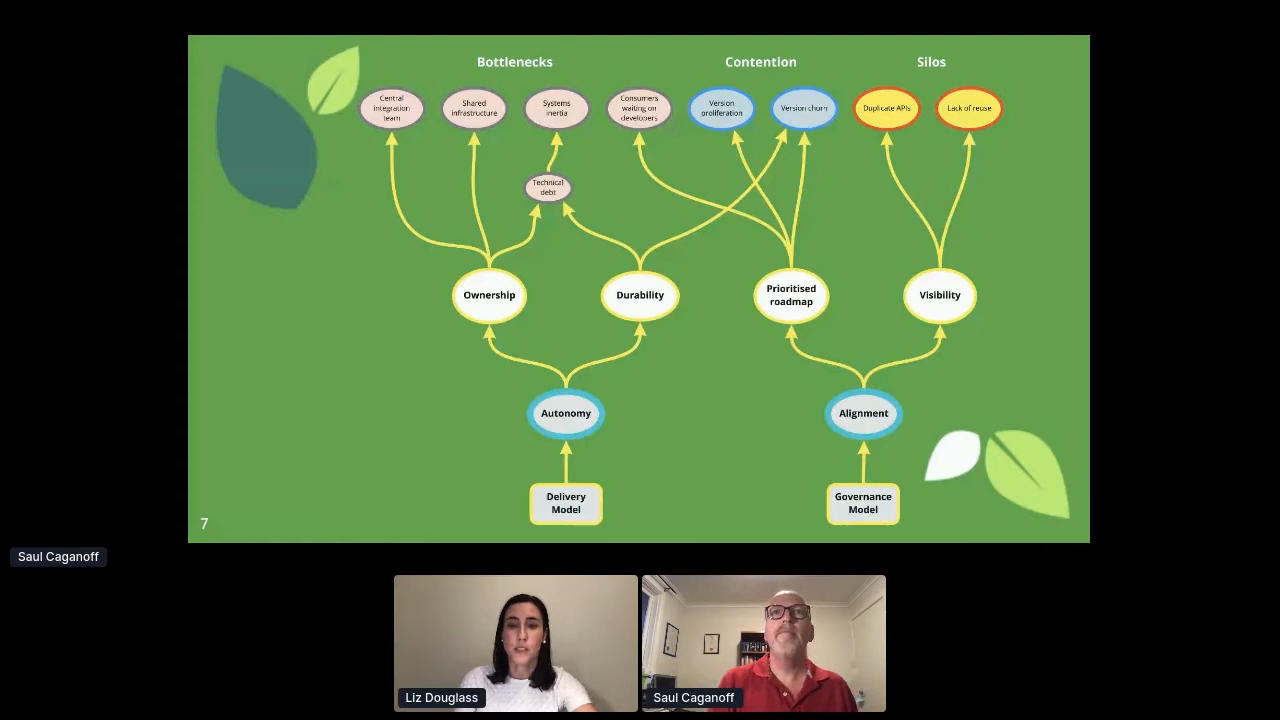 Bottlenecks
Contention
Silos
Central
integration
team
Shared
infrastructure
Systems
inertia
Consumers
waiting on
developers
Version
proliferation
Version churn
Duplicate APIs
Lack of reuse
Technical
debt
Ownership
Durability
Prioritised
roadmap
Visibility
Autonomy
Alignment
Delivery
Model
Governance
Model
7
Saul Caganoff
Liz Douglass
Saul Caganoff